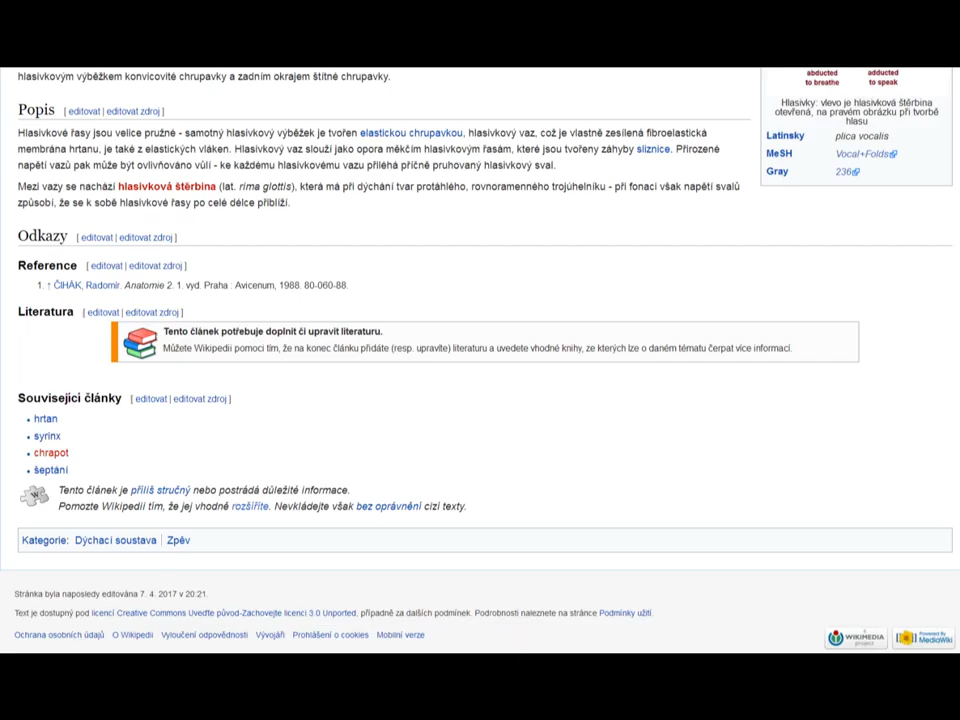 hlasivkovým výběžkem konvicovité chrupavky a zadním okrajem štítné chrupavky.
Popis [ editovat | editovat zdroj ]
Hlasivkové řasy jsou velice pružné - samotný hlasivkový výběžek je tvořen elastickou chrupavkou, hlasivkový vaz, což je vlastně zesílená fibroelastická
membrána hrtanu, je také z elastických vláken. Hlasivkový vaz slouží jako opora měkčím hlasivkovým řasám, které jsou tvořeny záhyby sliznice. Přirozené
napětí vazů pak může být ovlivňováno vůlí - ke každému hlasivkovému vazu přiléhá příčně pruhovaný hlasivkový sval.
Mezi vazy se nachází hlasivková štěrbina (lat. rima glottis), která má při dýchání tvar protáhlého, rovnoramenného trojúhelníku - při fonaci však napětí svalů
způsobí, že se k sobě hlasivkové řasy po celé délce přiblíží.
abducted adducted
to breathe to speak
Hlasivky: vlevo je hlasivková štěrbina
otevřená, na pravém obrázku při tvorbě
hlasu
Latinsky plica vocalis
MeSH Vocal+Folds
Gray 236
Odkazy [ editovat | editovat zdroj ]
Reference [ editovat | editovat zdroj ]
1. ↑ ČIHÁK, Radomír. Anatomie 2. 1. vyd. Praha : Avicenum, 1988. 80-060-88.
Literatura [ editovat | editovat zdroj ]
Tento článek potřebuje doplnit či upravit literaturu.
Můžete Wikipedii pomoci tím, že na konec článku přidáte (resp. upravíte) literaturu a uvedete vhodné knihy, ze kterých lze o daném tématu čerpat více informací.
Související články [ editovat | editovat zdroj ]
• hrtan
• syrinx
• chrapot
• šeptání
Tento článek je příliš stručný nebo postrádá důležité informace.
Pomozte Wikipedii tím, že jej vhodně rozšíříte. Nevkládejte však bez oprávnění cizí texty.
Kategorie: Dýchací soustava | Zpěv
Stránka byla naposledy editována 7. 4. 2017 v 20:21.
Text je dostupný pod licencí Creative Commons Uveďte původ-Zachovejte licenci 3.0 Unported, případně za dalších podmínek. Podrobnosti naleznete na stránce Podmínky užití.
Ochrana osobních údajů O Wikipedii Vyloučení odpovědnosti Vývojáři Prohlášení o cookies Mobilní verze
A WIKIMEDIA project
Powered By MediaWiki